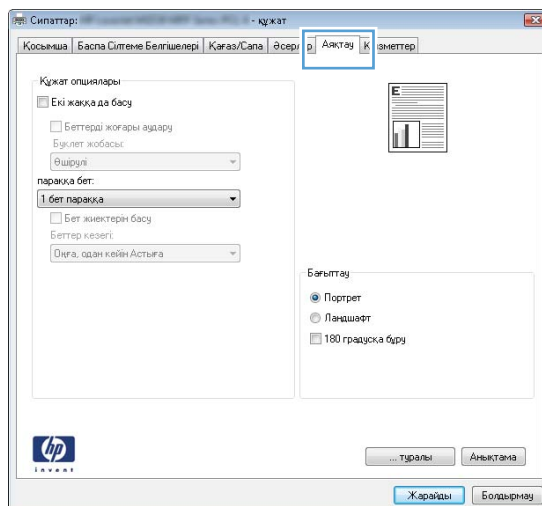 Сипаттар: - құжат
Қосымша Баспа Сілтеме Белгішелері Қағаз/Сапа Әсерлер Аяқтау Қызметтер
Құжат опциялары
Екі жаққа да басу
Беттерді жоғары аудару
Буклет жобасы:
Өшірулі
параққа бет:
1 бет параққа
Бет жиектерін басу
Беттер кезегі:
Оңға, одан кейін Астыға
E
Бағыттау
Портрет
Ландшафт
180 градусқа бұру
hp
invent
... туралы Анықтама
Жарайды Болдырмау